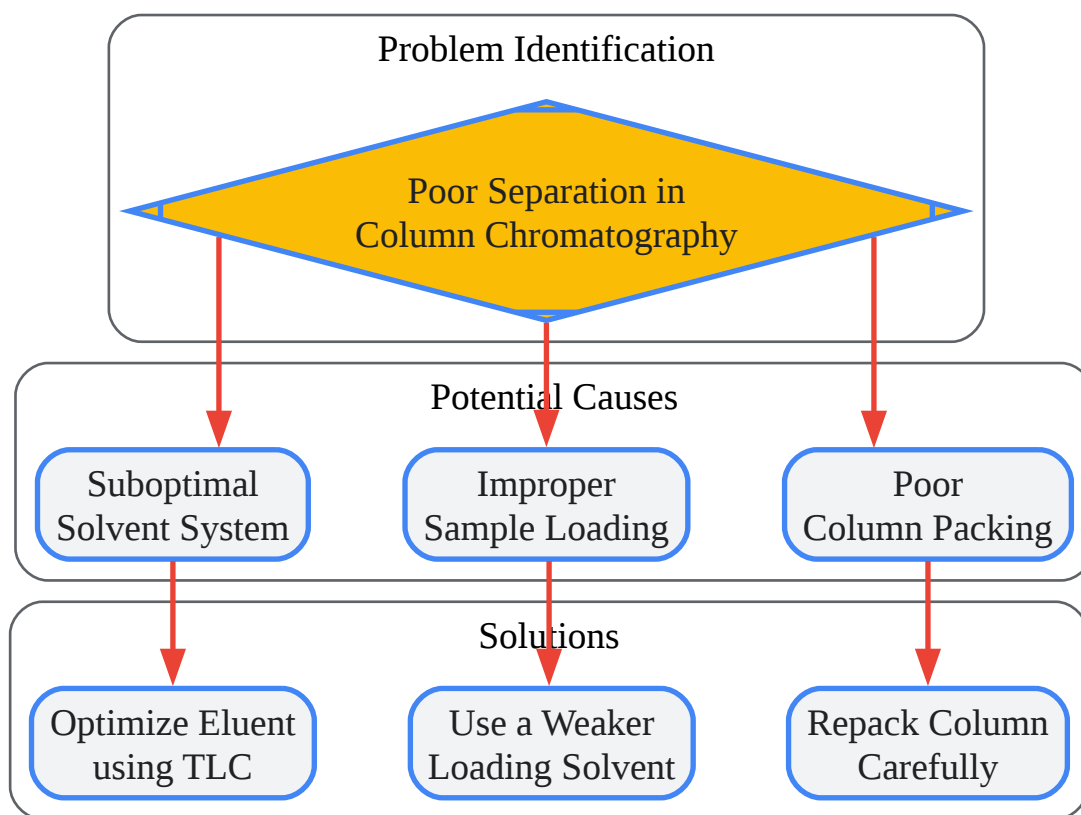 Problem Identification
Poor Separation in
Column Chromatography
Potential Causes
Suboptimal
Solvent System
Improper
Sample Loading
Poor
Column Packing
Solutions
Optimize Eluent
using TLC
Use a Weaker
Loading Solvent
Repack Column
Carefully